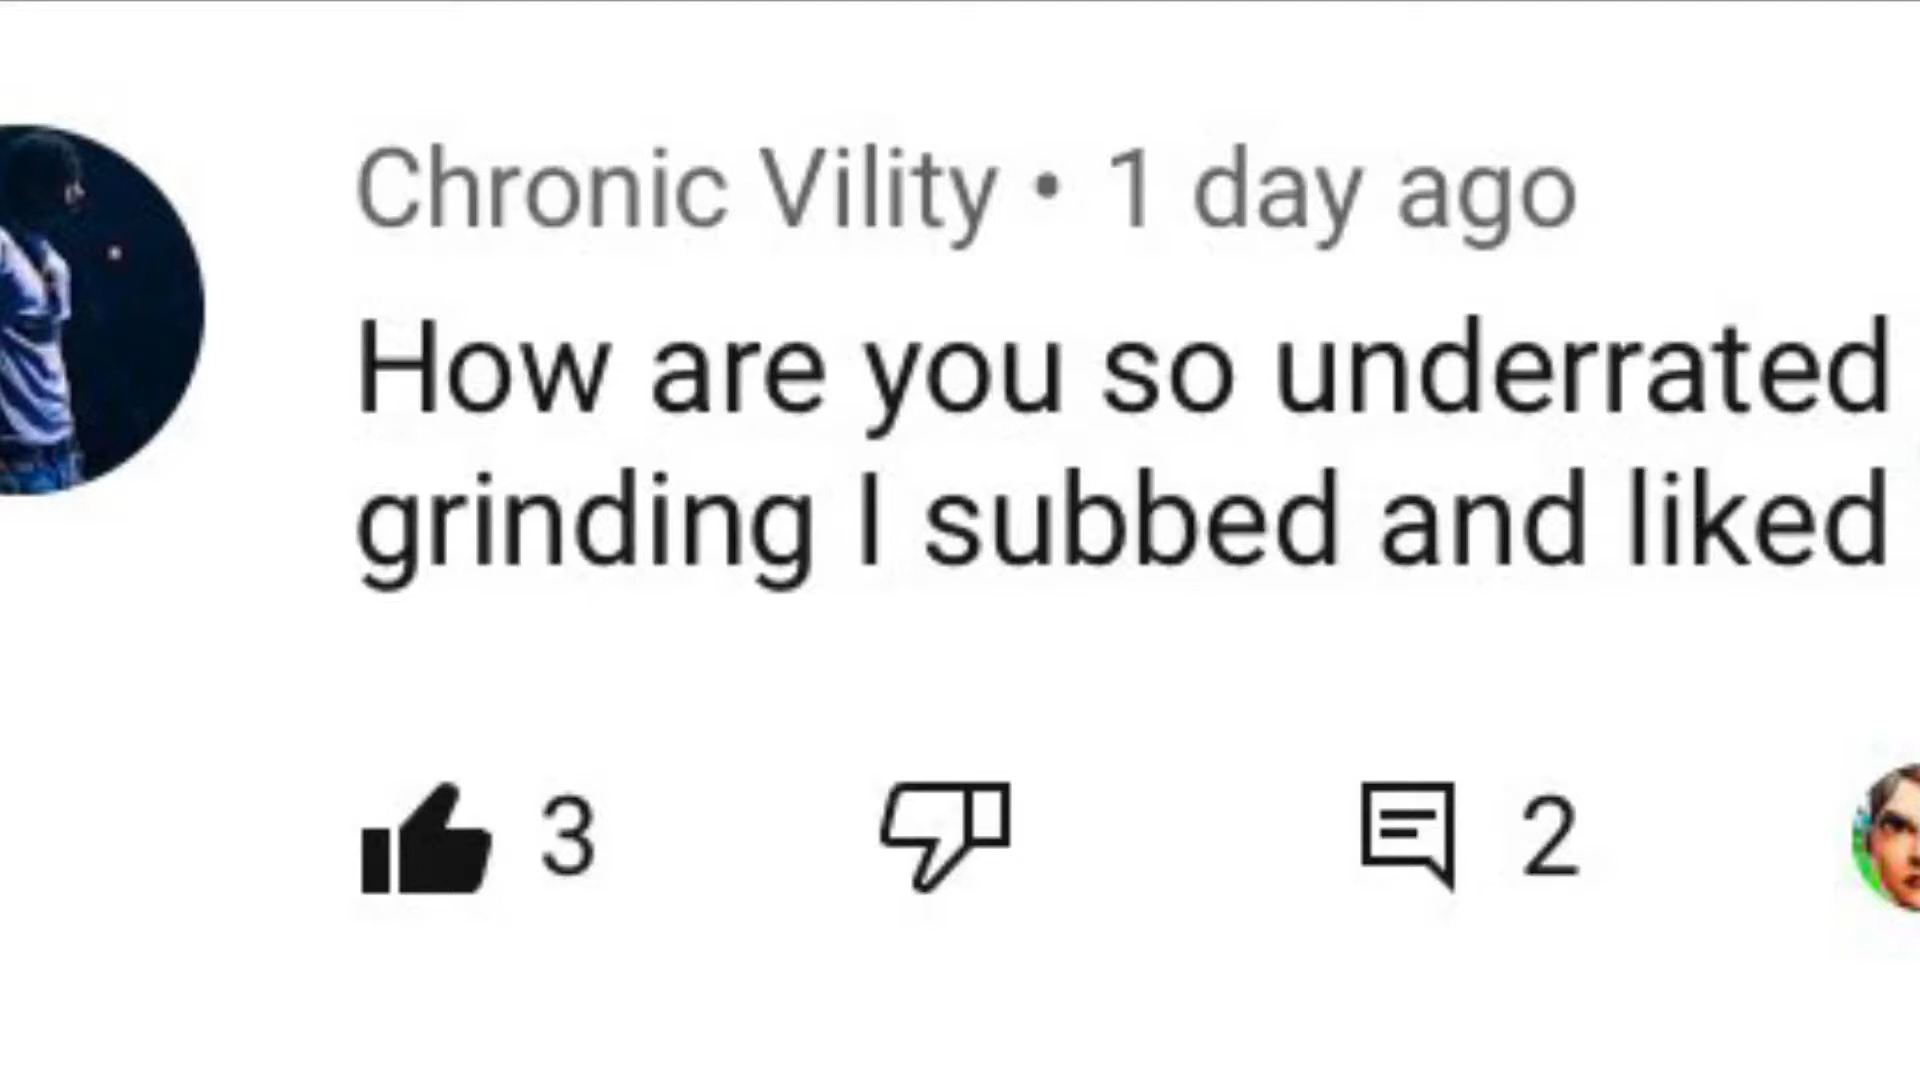 Chronic Vility • 1 day ago
How are you so underrated
grinding I subbed and liked
3 2